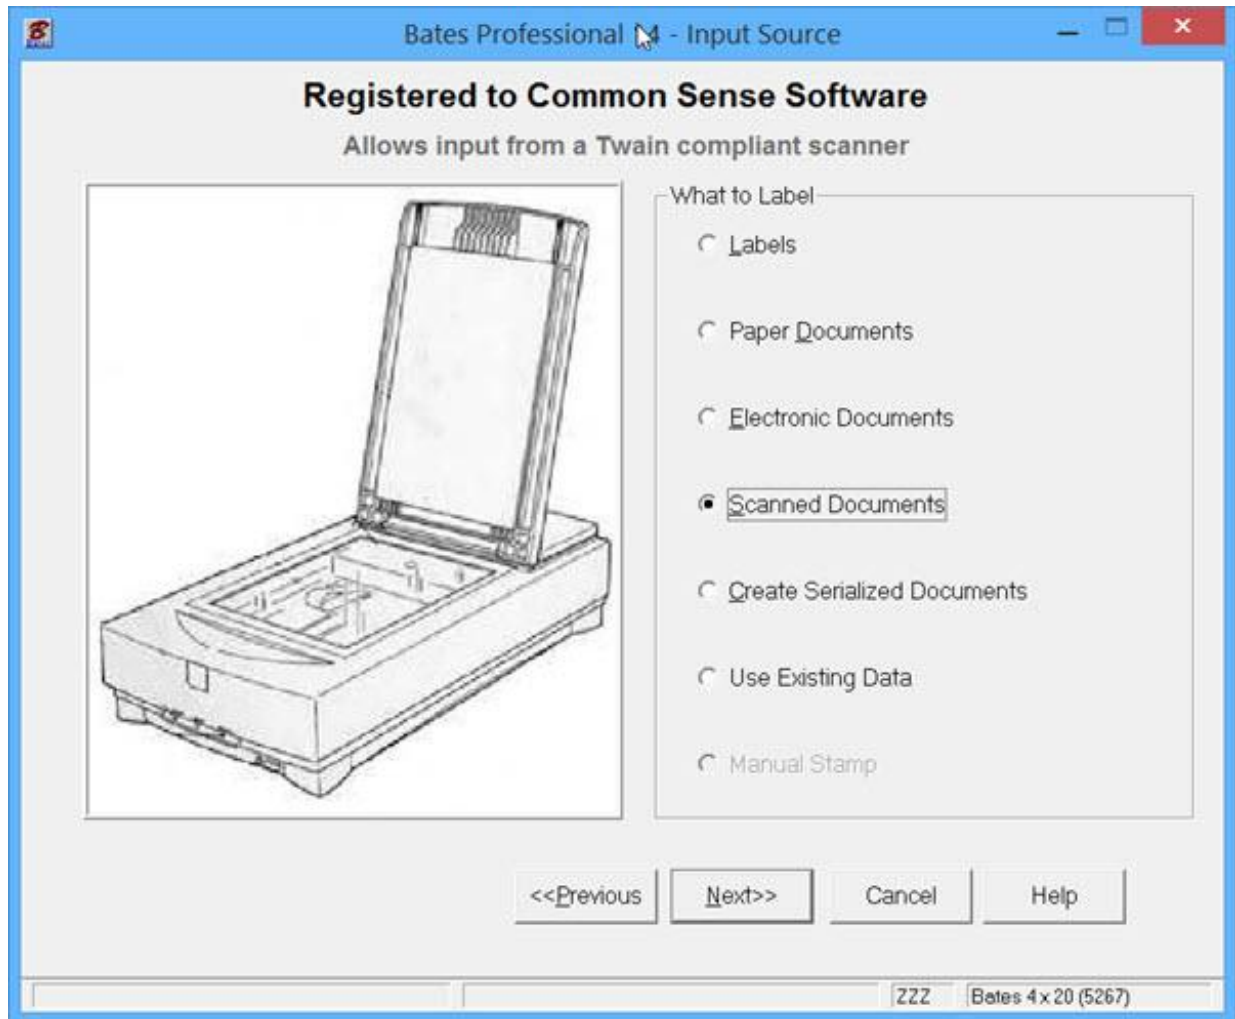 Bates Professional 4 - Input Source
Registered to Common Sense Software
Allows input from a Twain compliant scanner
What to Label
Labels
Paper Documents
Electronic Documents
Scanned Documents
Create Serialized Documents
Use Existing Data
Manual Stamp
<<Previous
Next>>
Cancel
Help
ZZZ
Bates 4 x 20 (5267)